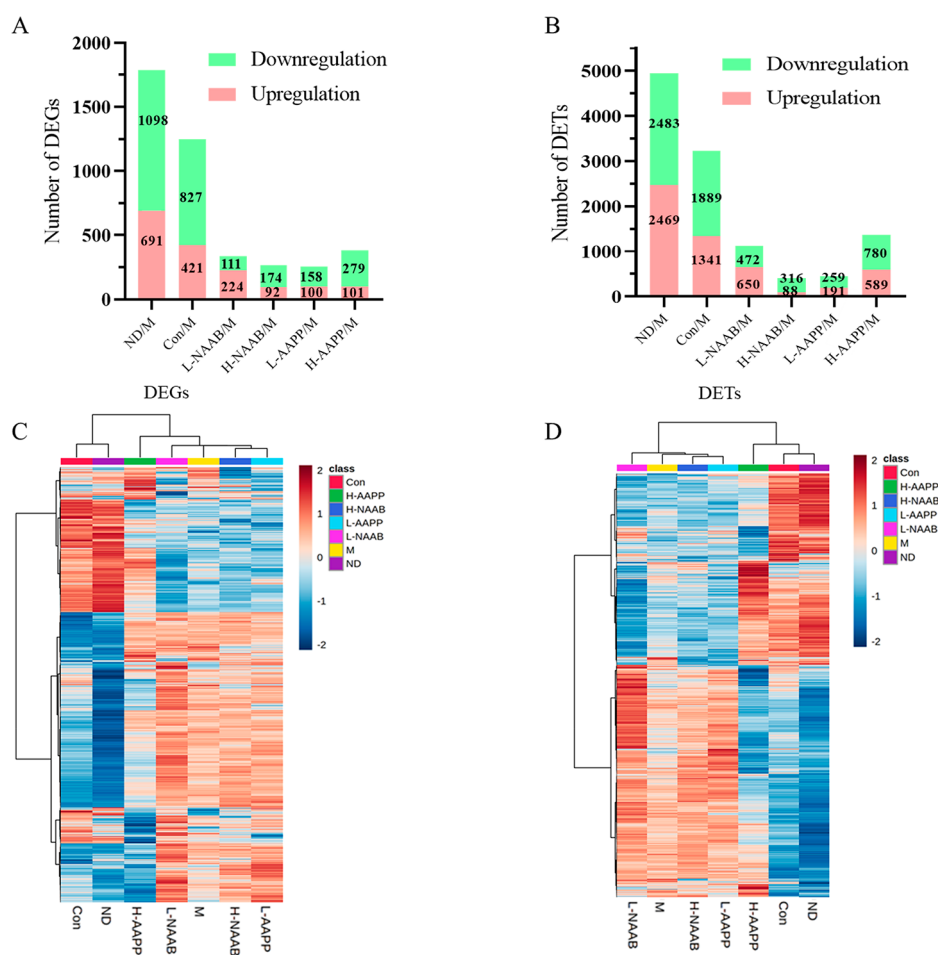 A
2000
1500
1000
500
0
Number of DEGs
Downregulation
Upregulation
1098
691
827
421
111
224
174
92
158
100
279
101
ND/M
Con/M
L-NAAB/M
H-NAAB/M
L-AAPP/M
H-AAPP/M
B
5000
4000
3000
2000
1000
0
Number of DETs
Downregulation
Upregulation
2483
2469
1889
1341
472
650
316
88
259
191
780
589
ND/M
Con/M
L-NAAB/M
H-NAAB/M
L-AAPP/M
H-AAPP/M
C
DEGs
2
1
0
-1
-2
class
Con
H-AAPP
H-NAAB
L-AAPP
L-NAAB
M
ND
Con
ND
H-AAPP
L-NAAB
M
H-NAAB
L-AAPP
D
DETs
2
1
0
-1
-2
class
Con
H-AAPP
H-NAAB
L-AAPP
L-NAAB
M
ND
L-NAAB
M
H-NAAB
L-AAPP
H-AAPP
Con
ND